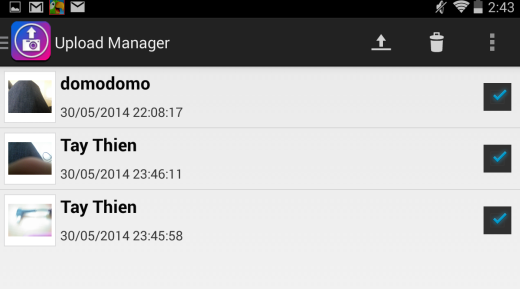 2:43
Upload Manager
domodomo
30/05/2014 22:08:17
Tay Thien
30/05/2014 23:46:11
Tay Thien
30/05/2014 23:45:58